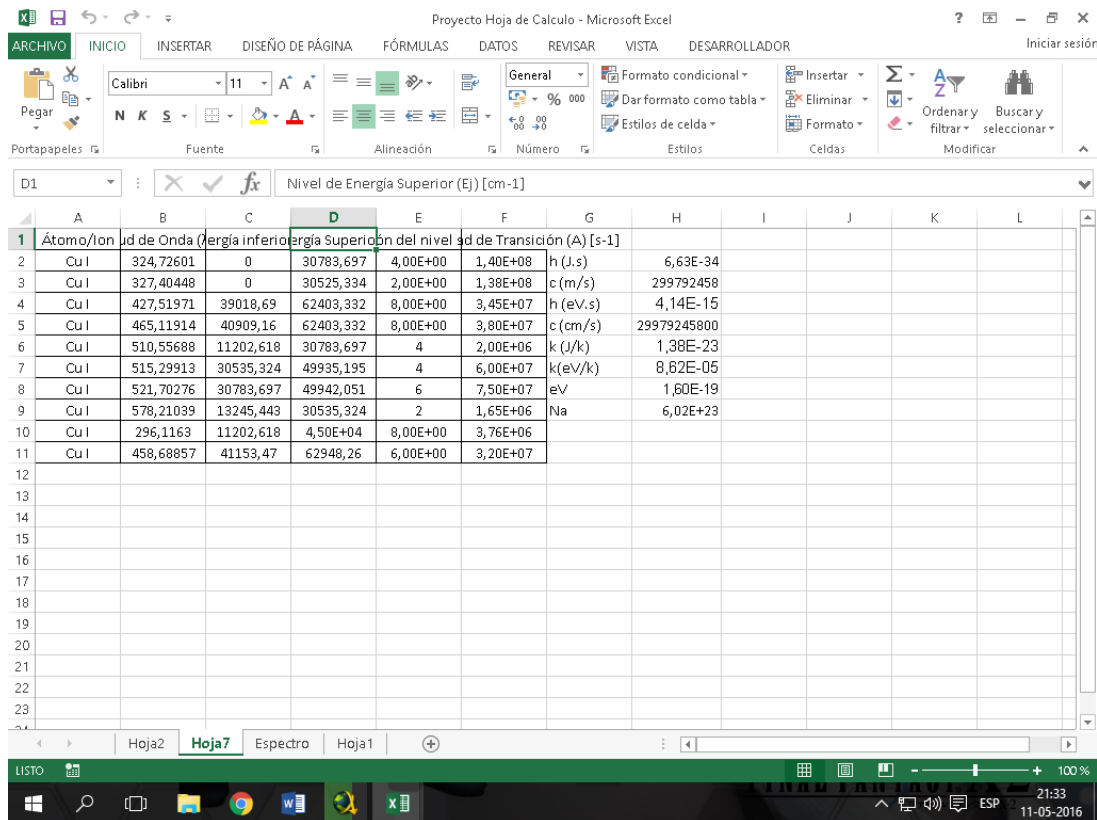 Proyecto Hoja de Calculo - Microsoft Excel
ARCHIVO INICIO INSERTAR DISEÑO DE PÁGINA FÓRMULAS DATOS REVISAR VISTA DESARROLLADOR Iniciar sesión
Pegar
Calibri 11
N K S
General
% 000
Formato condicional
Dar formato como tabla
Estilos de celda
Insertar
Eliminar
Formato
Ordenar y filtrar
Buscar y seleccionar
Portapapeles Fuente Alineación Número Estilos Celdas Modificar
D1 fx Nivel de Energía Superior (Ej) [cm-1]
A B C D E F G H I J K L
1 Átomo/Ion ud de Onda ( ergía inferio ergía Superio ón del nivel s d de Transición (A) [s-1]
2 Cu I 324,72601 0 30783,697 4,00E+00 1,40E+08 h (J.s) 6,63E-34
3 Cu I 327,40448 0 30525,334 2,00E+00 1,38E+08 c (m/s) 299792458
4 Cu I 427,51971 39018,69 62403,332 8,00E+00 3,45E+07 h (eV.s) 4,14E-15
5 Cu I 465,11914 40909,16 62403,332 8,00E+00 3,80E+07 c (cm/s) 29979245800
6 Cu I 510,55688 11202,618 30783,697 4 2,00E+06 k (J/k) 1,38E-23
7 Cu I 515,29913 30535,324 49935,195 4 6,00E+07 k(eV/k) 8,62E-05
8 Cu I 521,70276 30783,697 49942,051 6 7,50E+07 eV 1,60E-19
9 Cu I 578,21039 13245,443 30535,324 2 1,65E+06 Na 6,02E+23
10 Cu I 296,1163 11202,618 4,50E+04 8,00E+00 3,76E+06
11 Cu I 458,68857 41153,47 62948,26 6,00E+00 3,20E+07
12
13
14
15
16
17
18
19
20
21
22
23
Hoja2 Hoja7 Espectro Hoja1
LISTO 100 %
ESP
21:33
11-05-2016